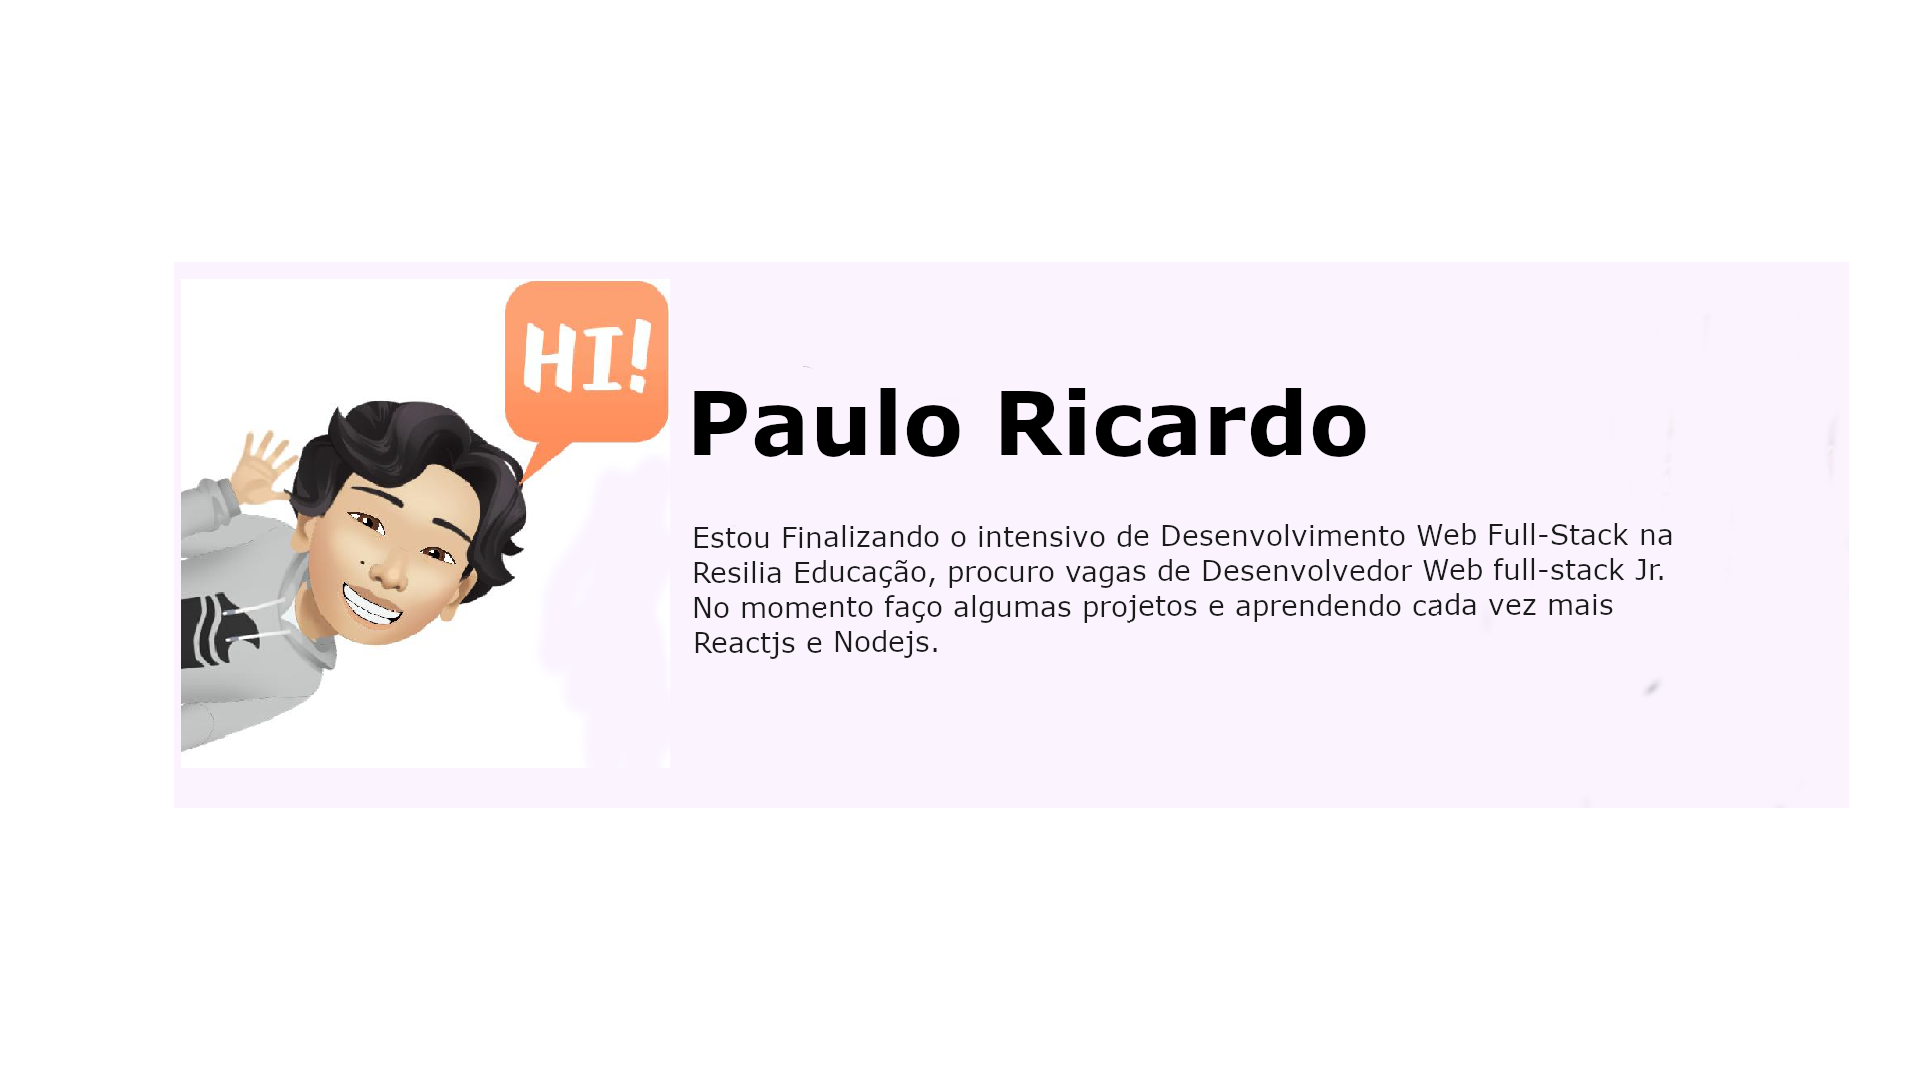 HI!
Paulo Ricardo
Estou Finalizando o intensivo de Desenvolvimento Web Full-Stack na
Resilia Educação, procuro vagas de Desenvolvedor Web full-stack Jr.
No momento faço algumas projetos e aprendendo cada vez mais
Reactjs e Nodejs.